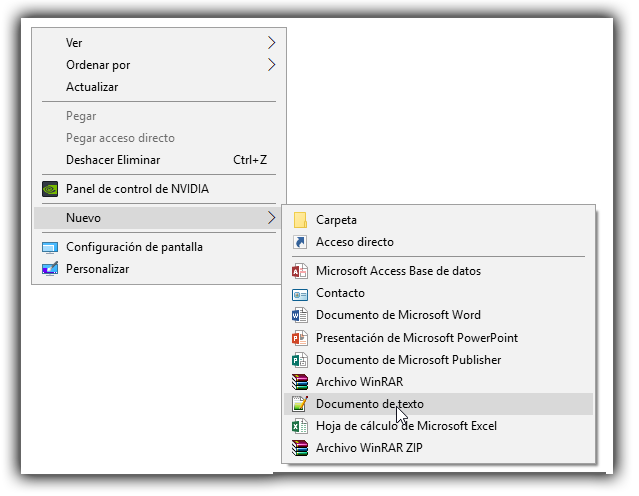 Ver
Ordenar por
Actualizar
Pegar
Pegar acceso directo
Deshacer Eliminar Ctrl+Z
Panel de control de NVIDIA
Nuevo
Configuración de pantalla
Personalizar
Carpeta
Acceso directo
Microsoft Access Base de datos
Contacto
Documento de Microsoft Word
Presentación de Microsoft PowerPoint
Documento de Microsoft Publisher
Archivo WinRAR
Documento de texto
Hoja de cálculo de Microsoft Excel
Archivo WinRAR ZIP